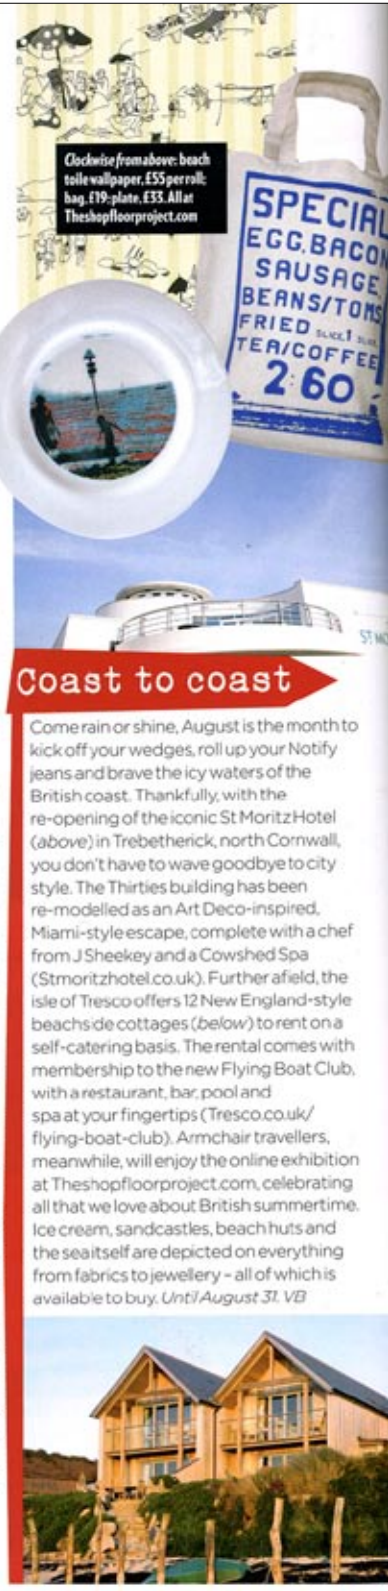 Clockwise from above: beach
toile wallpaper, £55 per roll;
bag, £19; plate, £33. All at
Theshopfloorproject.com
SPECIAL
EGG, BACON
SAUSAGE
BEANS/TOMS
FRIED SLICE, 1 SLICE
TEA/COFFEE
2:60
ST MO
Coast to coast
Come rain or shine, August is the month to
kick off your wedges, roll up your Notify
jeans and brave the icy waters of the
British coast. Thankfully, with the
re-opening of the iconic St Moritz Hotel
(above) in Trebetherick, north Cornwall,
you don't have to wave goodbye to city
style. The Thirties building has been
re-modelled as an Art Deco-inspired,
Miami-style escape, complete with a chef
from J Sheekey and a Cowshed Spa
(Stmoritzhotel.co.uk). Further afield, the
isle of Tresco offers 12 New England-style
beachside cottages (below) to rent on a
self-catering basis. The rental comes with
membership to the new Flying Boat Club,
with a restaurant, bar, pool and
spa at your fingertips (Tresco.co.uk/
flying-boat-club). Armchair travellers,
meanwhile, will enjoy the online exhibition
at Theshopfloorproject.com, celebrating
all that we love about British summertime.
Ice cream, sandcastles, beach huts and
the sea itself are depicted on everything
from fabrics to jewellery – all of which is
available to buy. Until August 31. VB